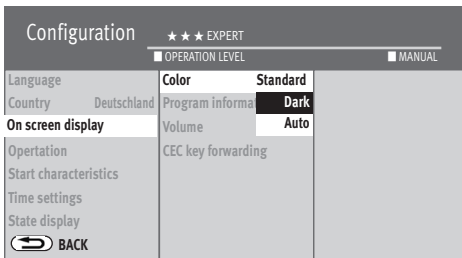 Configuration ★ ★ ★ EXPERT
OPERATION LEVEL MANUAL
Language Color Standard
Country Deutschland Program informa Dark
On screen display Volume Auto
Opertation CEC key forwarding
Start characteristics
Time settings
State display
BACK